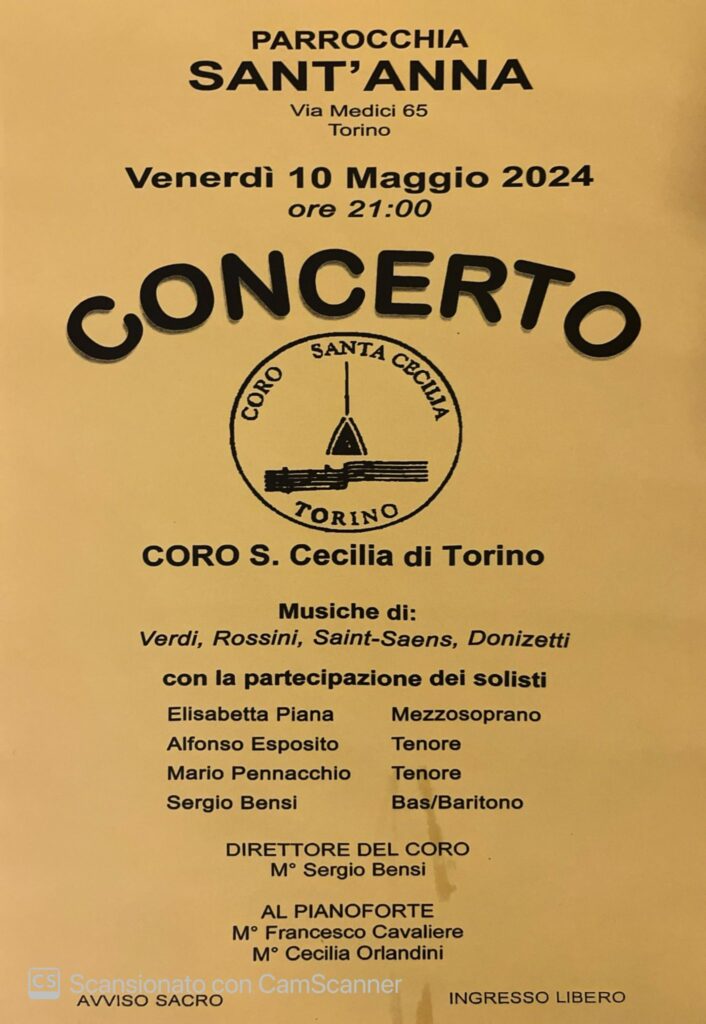 PARROCCHIA
SANT'ANNA
Via Medici 65
Torino
Venerdì 10 Maggio 2024
ore 21:00
CONCERTO
CORO SANTA CECILIA
TORINO
CORO S. Cecilia di Torino
Musiche di:
Verdi, Rossini, Saint-Saens, Donizetti
con la partecipazione dei solisti
Elisabetta Piana Mezzosoprano
Alfonso Esposito Tenore
Mario Pennacchio Tenore
Sergio Bensi Bas/Baritono
DIRETTORE DEL CORO
M° Sergio Bensi
AL PIANOFORTE
M° Francesco Cavaliere
M° Cecilia Orlandini
CS Scansionato con CamScanner
AVVISO SACRO INGRESSO LIBERO